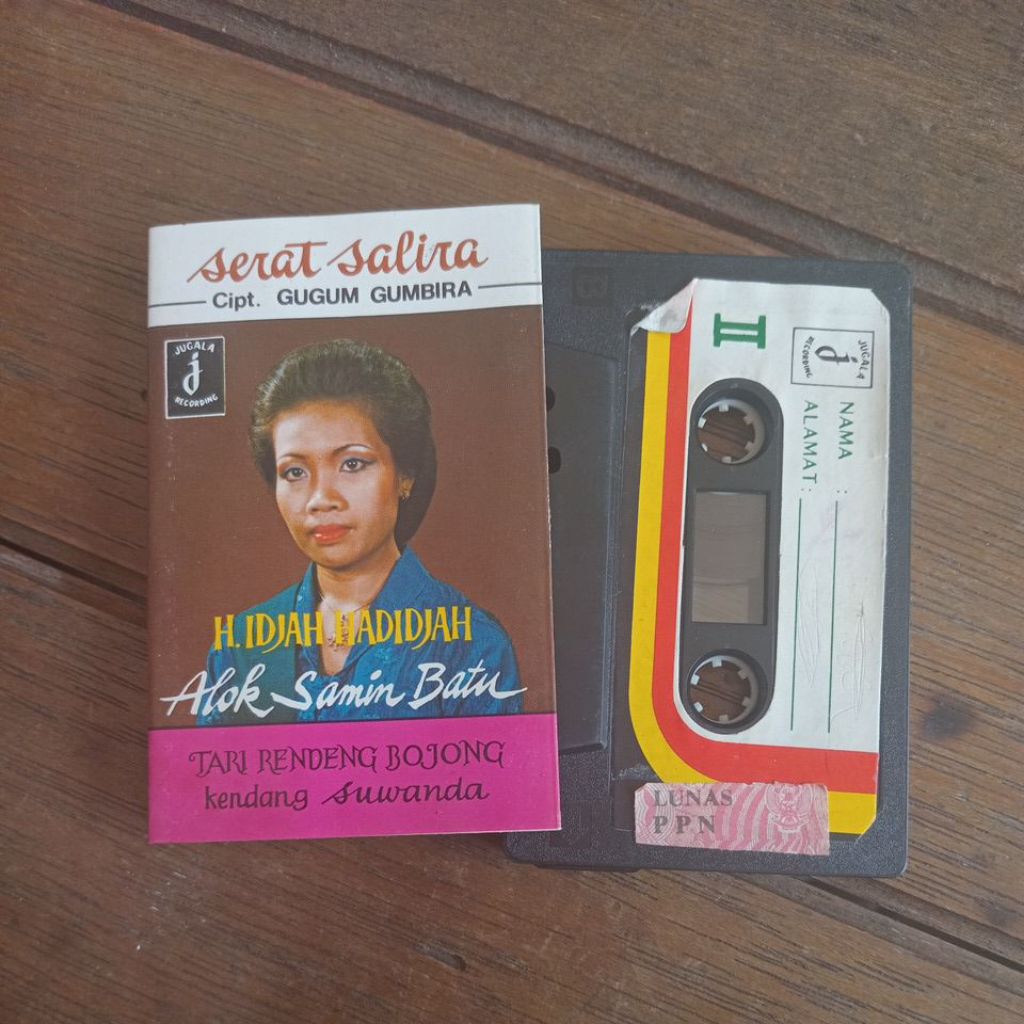 serat salira
Cipt. GUGUM GUMBIRA
JUGALA
j
RECORDING
H. IDJAH HADIDJAH
Alok Samin Batu
TARI RENDENG BOJONG
kendang suwanda
II
JUGALA
j
RECORDING
NAMA :
ALAMAT :
LUNAS
PPN